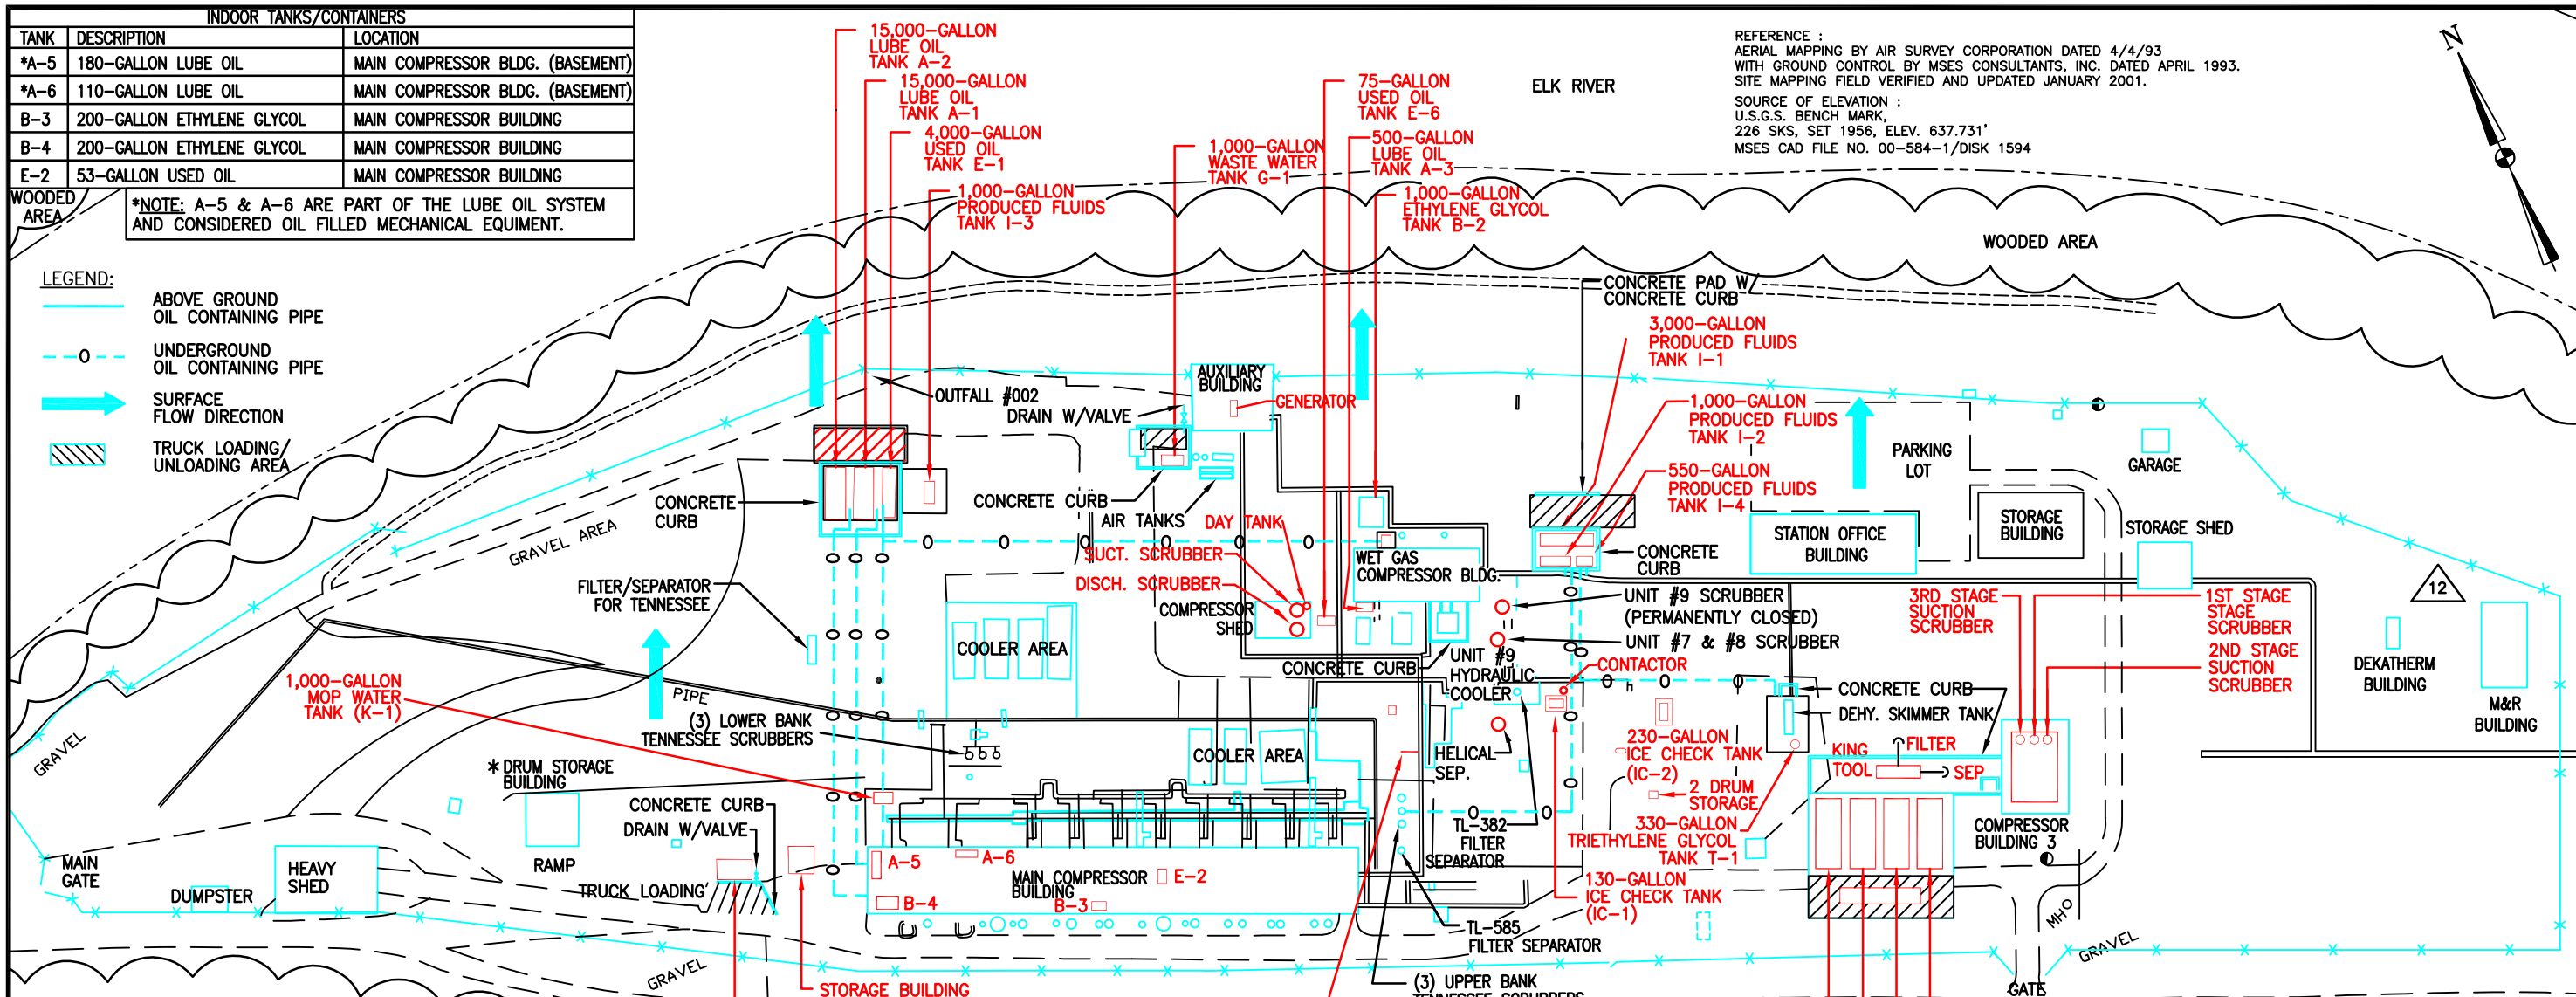 INDOOR TANKS/CONTAINERS
TANK DESCRIPTION LOCATION
*A-5 180-GALLON LUBE OIL MAIN COMPRESSOR BLDG. (BASEMENT)
*A-6 110-GALLON LUBE OIL MAIN COMPRESSOR BLDG. (BASEMENT)
B-3 200-GALLON ETHYLENE GLYCOL MAIN COMPRESSOR BUILDING
B-4 200-GALLON ETHYLENE GLYCOL MAIN COMPRESSOR BUILDING
E-2 53-GALLON USED OIL MAIN COMPRESSOR BUILDING
WOODED
AREA
*NOTE: A-5 & A-6 ARE PART OF THE LUBE OIL SYSTEM
AND CONSIDERED OIL FILLED MECHANICAL EQUIMENT.
LEGEND:
ABOVE GROUND
OIL CONTAINING PIPE
O
UNDERGROUND
OIL CONTAINING PIPE
SURFACE
FLOW DIRECTION
TRUCK LOADING/
UNLOADING AREA
15,000-GALLON
LUBE OIL
TANK A-2
15,000-GALLON
LUBE OIL
TANK A-1
4,000-GALLON
USED OIL
TANK E-1
1,000-GALLON
PRODUCED FLUIDS
TANK I-3
1,000-GALLON
WASTE WATER
TANK G-1
75-GALLON
USED OIL
TANK E-6
500-GALLON
LUBE OIL
TANK A-3
1,000-GALLON
ETHYLENE GLYCOL
TANK B-2
ELK RIVER
REFERENCE :
AERIAL MAPPING BY AIR SURVEY CORPORATION DATED 4/4/93
WITH GROUND CONTROL BY MSES CONSULTANTS, INC. DATED APRIL 1993.
SITE MAPPING FIELD VERIFIED AND UPDATED JANUARY 2001.
SOURCE OF ELEVATION :
U.S.G.S. BENCH MARK,
226 SKS, SET 1956, ELEV. 637.731'
MSES CAD FILE NO. 00-584-1/DISK 1594
N
WOODED AREA
CONCRETE PAD W/
CONCRETE CURB
3,000-GALLON
PRODUCED FLUIDS
TANK I-1
1,000-GALLON
PRODUCED FLUIDS
TANK I-2
550-GALLON
PRODUCED FLUIDS
TANK I-4
OUTFALL #002
DRAIN W/VALVE
AUXILIARY
BUILDING
GENERATOR
CONCRETE
CURB
CONCRETE CURB
AIR TANKS
GRAVEL AREA
DAY TANK
SUCT. SCRUBBER
DISCH. SCRUBBER
COMPRESSOR
SHED
WET GAS
COMPRESSOR BLDG.
CONCRETE
CURB
PARKING
LOT
STATION OFFICE
BUILDING
STORAGE
BUILDING
GARAGE
STORAGE SHED
12
FILTER/SEPARATOR
FOR TENNESSEE
COOLER AREA
UNIT #9 SCRUBBER
(PERMANENTLY CLOSED)
UNIT #7 & #8 SCRUBBER
CONCRETE CURB
UNIT #9
HYDRAULIC
COOLER
CONTACTOR
h
3RD STAGE
SUCTION
SCRUBBER
1ST STAGE
STAGE
SCRUBBER
2ND STAGE
SUCTION
SCRUBBER
DEKATHERM
BUILDING
M&R
BUILDING
1,000-GALLON
MOP WATER
TANK (K-1)
PIPE
(3) LOWER BANK
TENNESSEE SCRUBBERS
COOLER AREA
HELICAL
SEP.
CONCRETE CURB
DEHY. SKIMMER TANK
230-GALLON
ICE CHECK TANK
(IC-2)
KING
TOOL
FILTER
SEP
GRAVEL
* DRUM STORAGE
BUILDING
CONCRETE CURB
DRAIN W/VALVE
2 DRUM
STORAGE
330-GALLON
TRIETHYLENE GLYCOL
TANK T-1
TL-382
FILTER
SEPARATOR
COMPRESSOR
BUILDING 3
MAIN
GATE
HEAVY
SHED
RAMP
DUMPSTER
TRUCK LOADING
A-5
A-6
MAIN COMPRESSOR
BUILDING
E-2
B-4
B-3
130-GALLON
ICE CHECK TANK
(IC-1)
TL-585
FILTER SEPARATOR
MHO
GRAVEL
GRAVEL
STORAGE BUILDING
(3) UPPER BANK
TENNESSEE SCRUBBERS
GATE